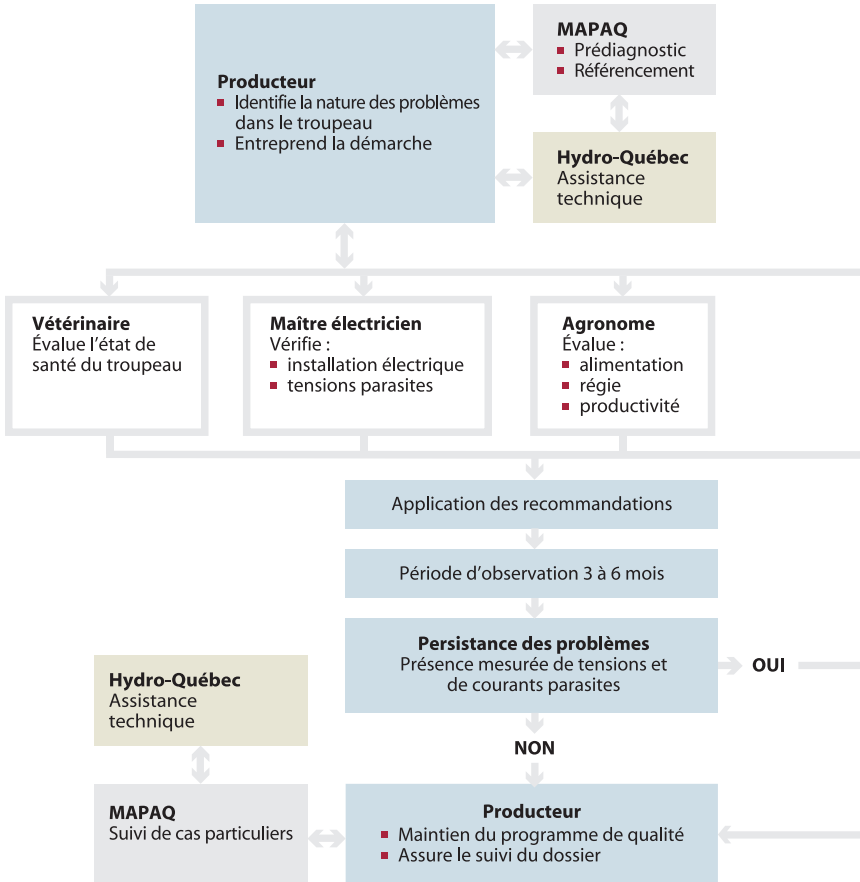 Producteur
Identifie la nature des problèmes
dans le troupeau
Entreprend la démarche
MAPAQ
Prédiagnostic
Référencement
Hydro-Québec
Assistance
technique
Vétérinaire
Évalue l’état de
santé du troupeau
Maître électricien
Vérifie :
installation électrique
tensions parasites
Agronome
Évalue :
alimentation
régie
productivité
Application des recommandations
Période d’observation 3 à 6 mois
Persistance des problèmes
Présence mesurée de tensions et
de courants parasites
OUI
NON
Hydro-Québec
Assistance
technique
MAPAQ
Suivi de cas particuliers
Producteur
Maintien du programme de qualité
Assure le suivi du dossier